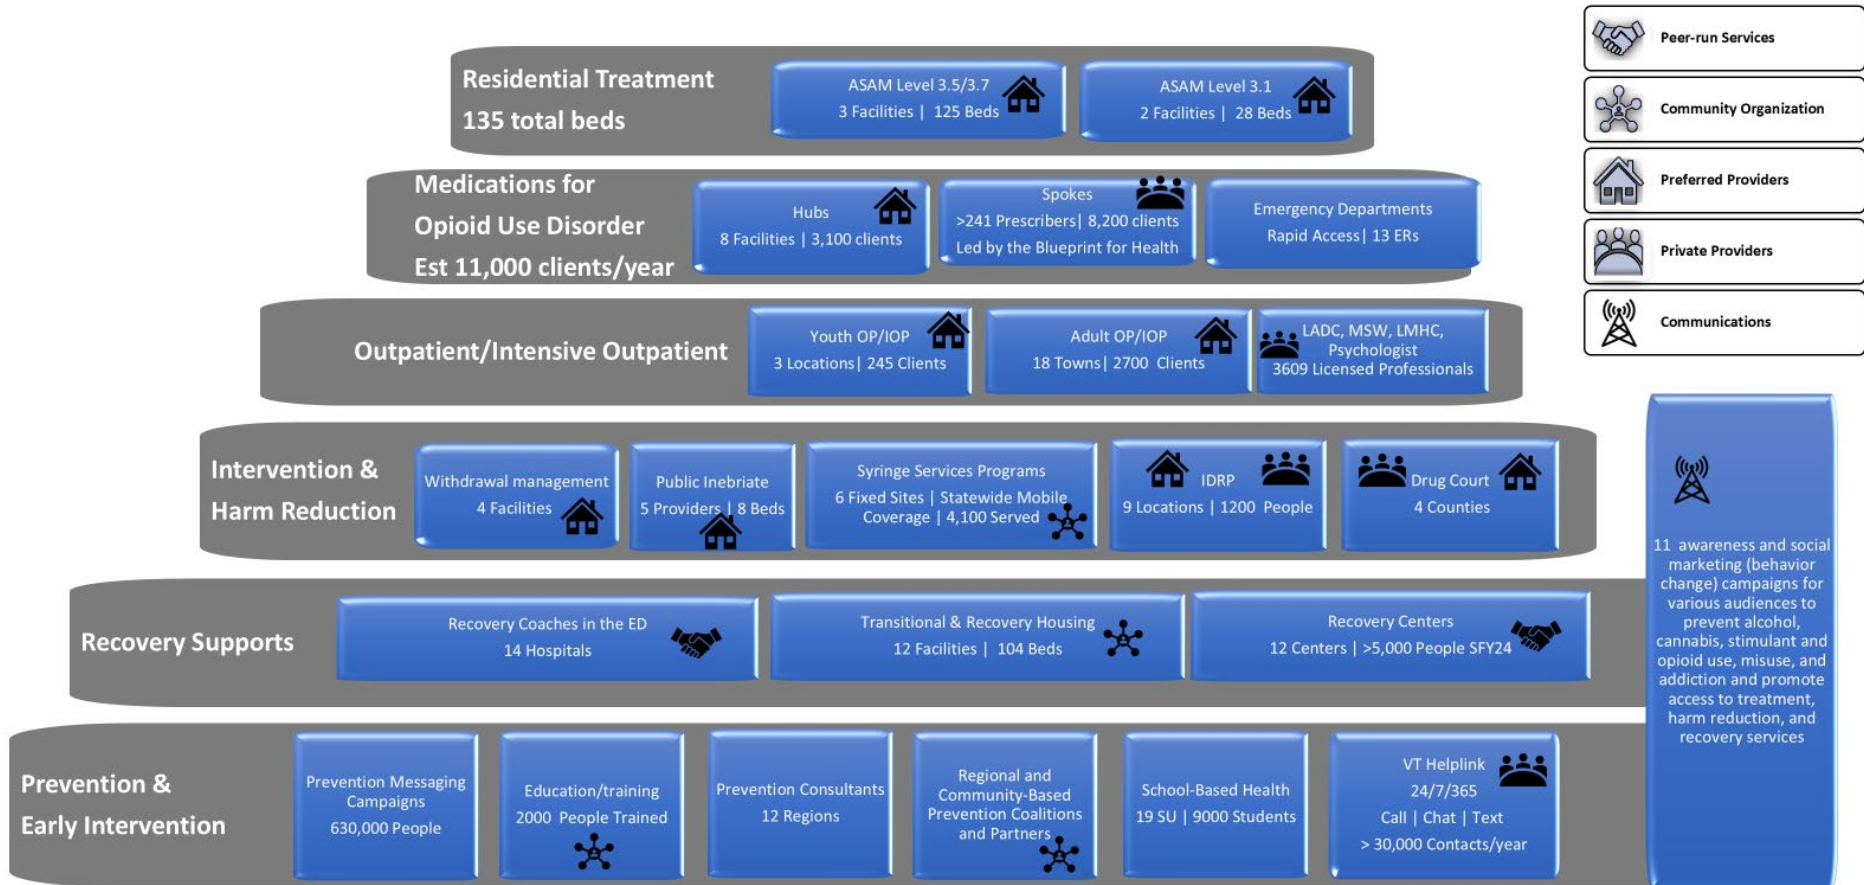 Residential Treatment
135 total beds
ASAM Level 3.5/3.7
3 Facilities | 125 Beds
ASAM Level 3.1
2 Facilities | 28 Beds
Peer-run Services
Community Organization
Preferred Providers
Private Providers
Communications
Medications for
Opioid Use Disorder
Est 11,000 clients/year
Hubs
8 Facilities | 3,100 clients
Spokes
>241 Prescribers| 8,200 clients
Led by the Blueprint for Health
Emergency Departments
Rapid Access| 13 ERs
Outpatient/Intensive Outpatient
Youth OP/IOP
3 Locations| 245 Clients
Adult OP/IOP
18 Towns| 2700 Clients
LADC, MSW, LMHC,
Psychologist
3609 Licensed Professionals
Intervention &
Harm Reduction
Withdrawal management
4 Facilities
Public Inebriate
5 Providers | 8 Beds
Syringe Services Programs
6 Fixed Sites | Statewide Mobile
Coverage | 4,100 Served
IDRP
9 Locations | 1200 People
Drug Court
4 Counties
Recovery Supports
Recovery Coaches in the ED
14 Hospitals
Transitional & Recovery Housing
12 Facilities | 104 Beds
Recovery Centers
12 Centers | >5,000 People SFY24
Prevention &
Early Intervention
Prevention Messaging
Campaigns
630,000 People
Education/training
2000 People Trained
Prevention Consultants
12 Regions
Regional and
Community-Based
Prevention Coalitions
and Partners
School-Based Health
19 SU | 9000 Students
VT Helplink
24/7/365
Call | Chat | Text
> 30,000 Contacts/year
11 awareness and social
marketing (behavior
change) campaigns for
various audiences to
prevent alcohol,
cannabis, stimulant and
opioid use, misuse, and
addiction and promote
access to treatment,
harm reduction, and
recovery services